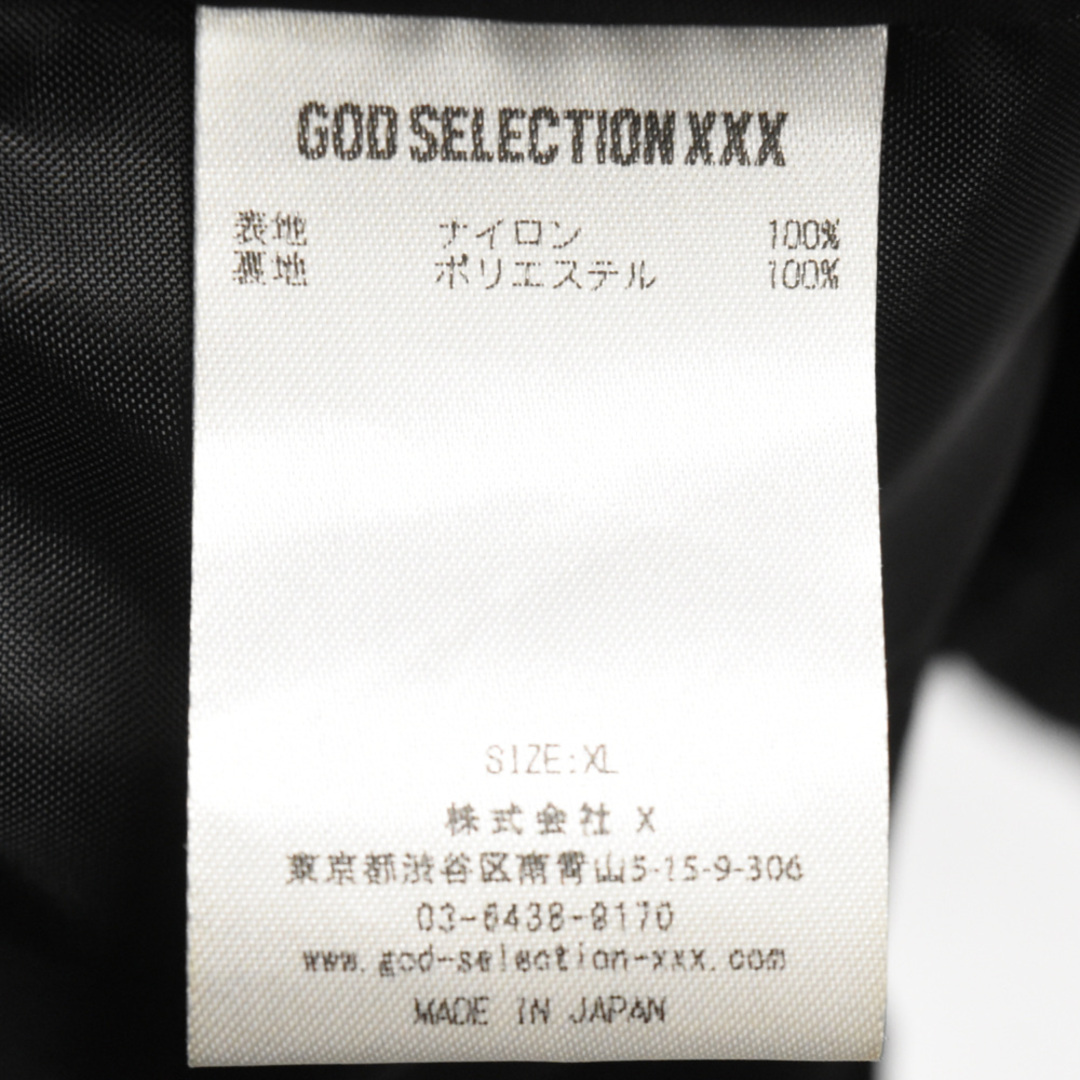 GOD SELECTION XXX
表地 ナイロン 100%
裏地 ポリエステル 100%
SIZE:XL
株式会社 X
東京都渋谷区南青山5-15-9-306
03-6438-9170
www.god-selection-xxx.com
MADE IN JAPAN